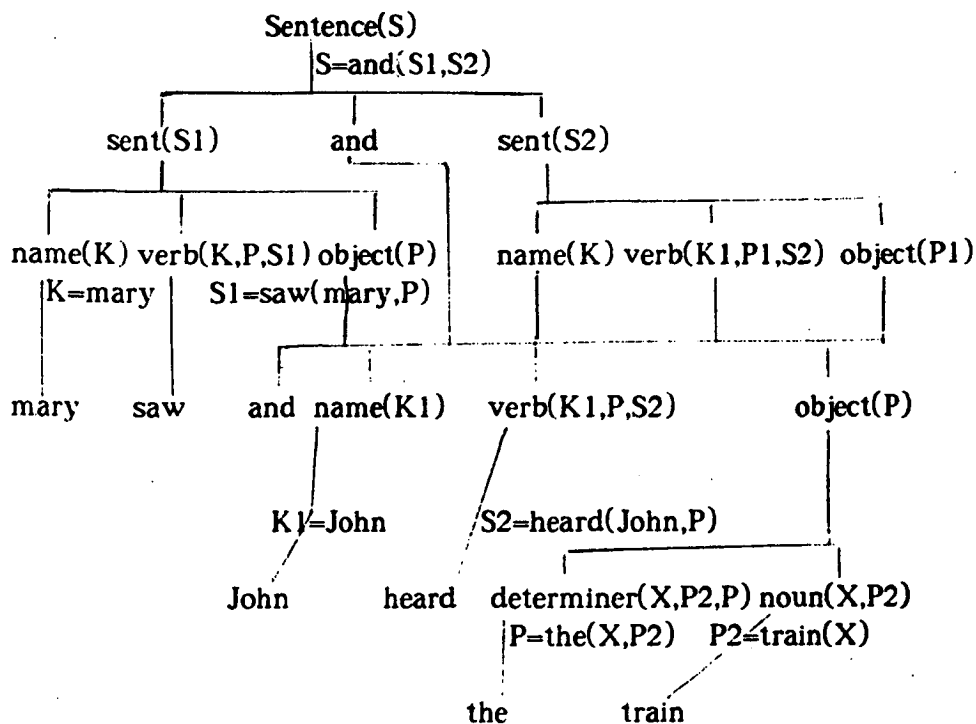 Sentence(S)
S=and(S1,S2)
sent(S1) and sent(S2)
name(K) verb(K,P,S1) object(P) name(K) verb(K1,P1,S2) object(P1)
K=mary S1=saw(mary,P)
mary saw and name(K1) verb(K1,P,S2) object(P)
K1=John S2=heard(John,P)
John heard determiner(X,P2,P) noun(X,P2)
P=the(X,P2) P2=train(X)
the train